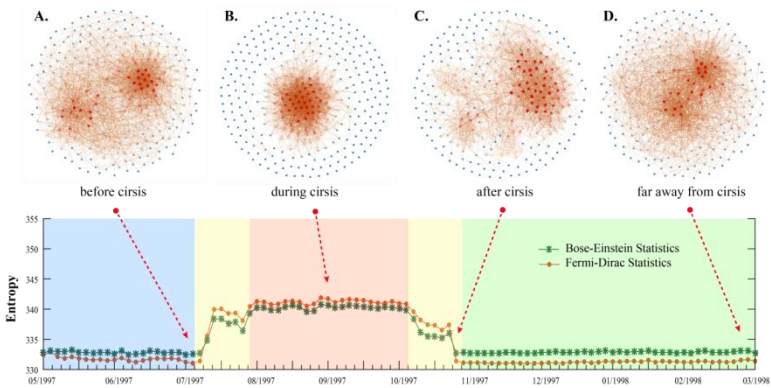 A.
B.
C.
D.
before cirsis
during cirsis
after cirsis
far away from cirsis
355
350
345
340
335
330
Entropy
Bose-Einstein Statistics
Fermi-Dirac Statistics
05/1997
06/1997
07/1997
08/1997
09/1997
10/1997
11/1997
12/1997
01/1998
02/1998
03/1998